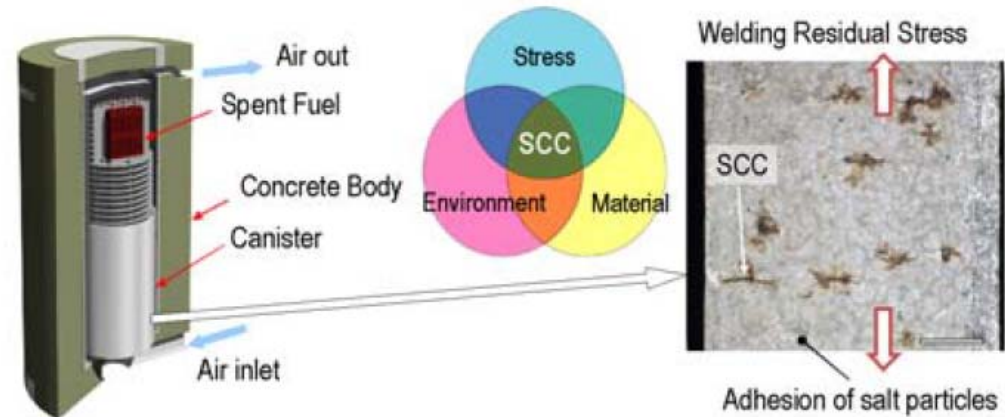 Air out
Spent Fuel
Concrete Body
Canister
Air inlet
Stress
SCC
Environment
Material
Welding Residual Stress
SCC
Adhesion of salt particles